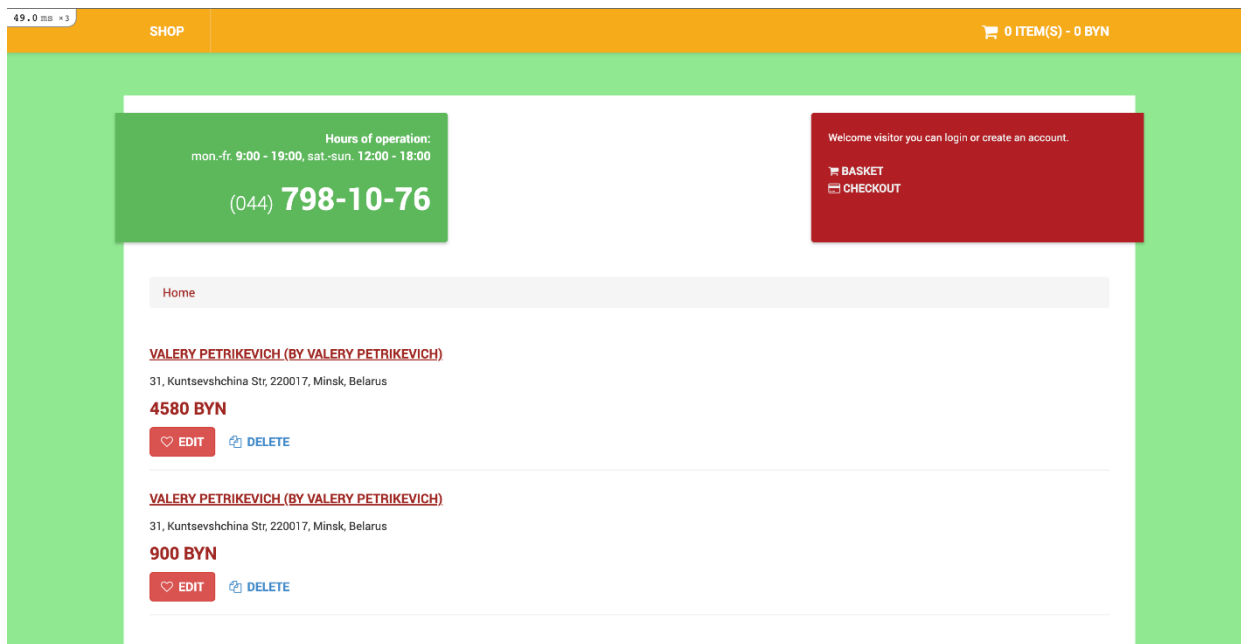 49.0 ms ×3
SHOP
0 ITEM(S) - 0 BYN
Hours of operation:
mon.-fr. 9:00 - 19:00, sat.-sun. 12:00 - 18:00
(044) 798-10-76
Welcome visitor you can login or create an account.
BASKET
CHECKOUT
Home
VALERY PETRIKEVICH (BY VALERY PETRIKEVICH)
31, Kuntsevshchina Str, 220017, Minsk, Belarus
4580 BYN
EDIT DELETE
VALERY PETRIKEVICH (BY VALERY PETRIKEVICH)
31, Kuntsevshchina Str, 220017, Minsk, Belarus
900 BYN
EDIT DELETE